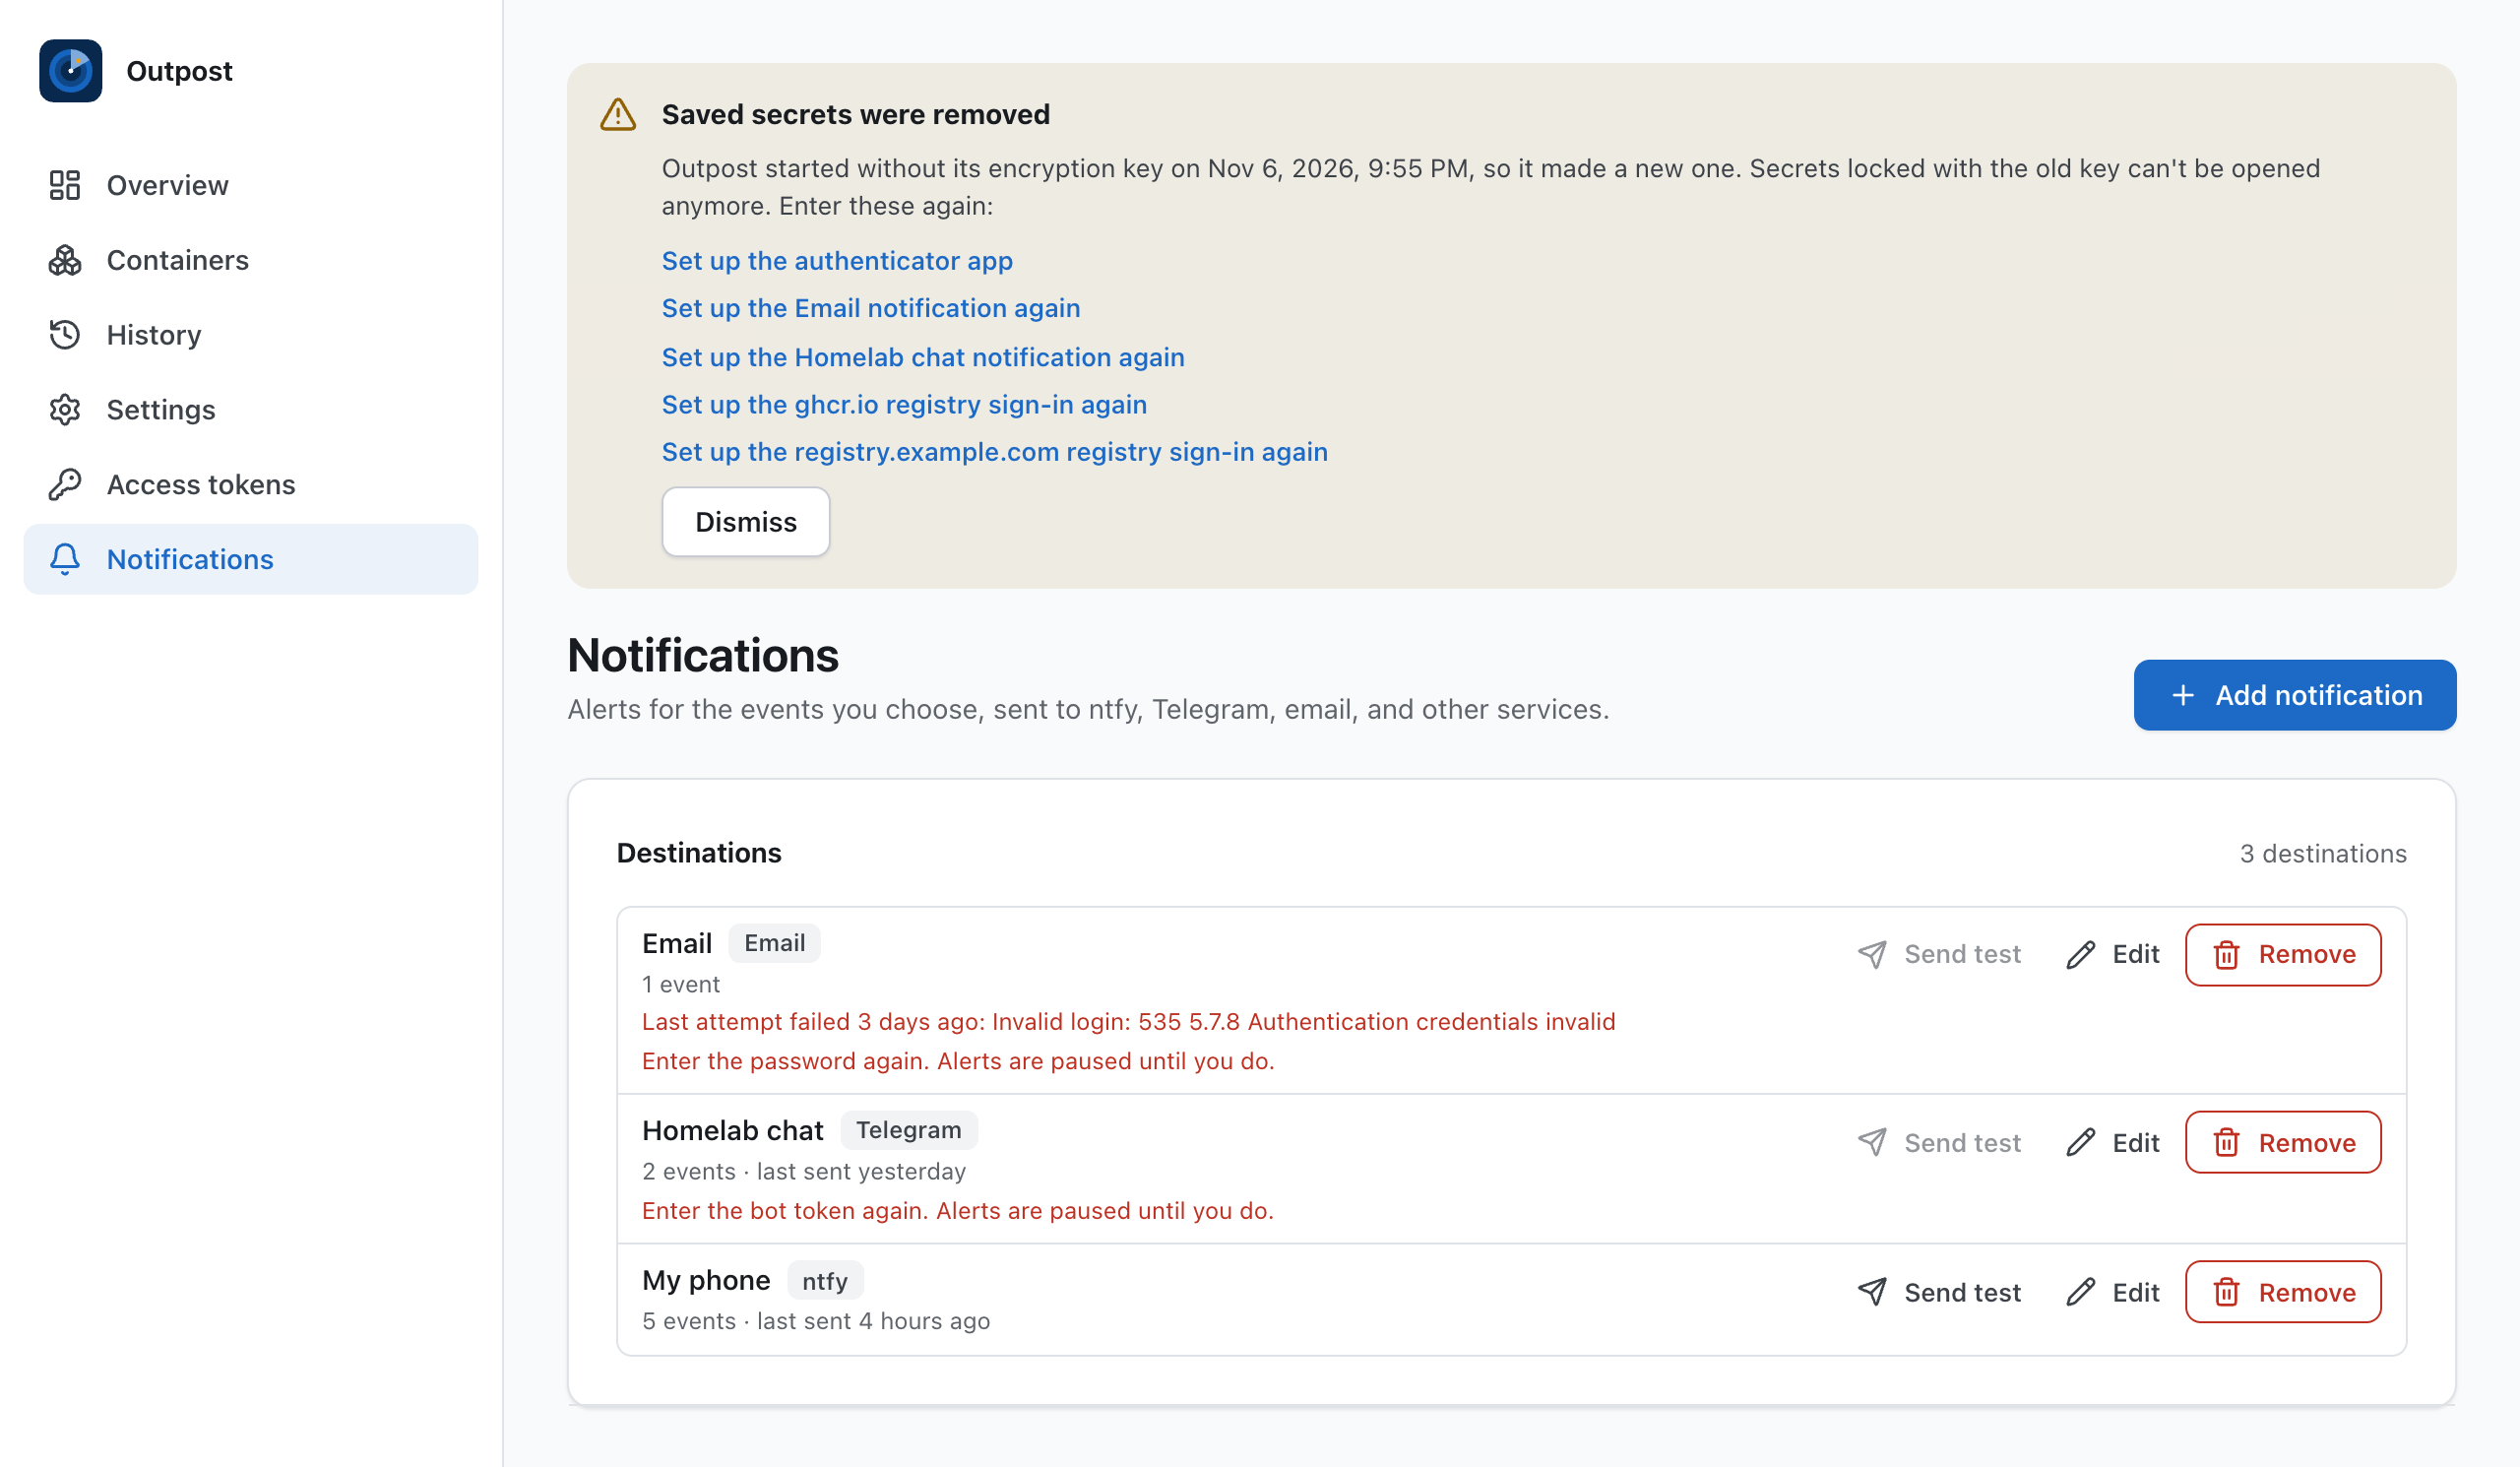 Outpost
Overview
Containers
History
Settings
Access tokens
Notifications
Saved secrets were removed
Outpost started without its encryption key on Nov 6, 2026, 9:55 PM, so it made a new one. Secrets locked with the old key can't be opened
anymore. Enter these again:
Set up the authenticator app
Set up the Email notification again
Set up the Homelab chat notification again
Set up the ghcr.io registry sign-in again
Set up the registry.example.com registry sign-in again
Dismiss
Notifications
Alerts for the events you choose, sent to ntfy, Telegram, email, and other services.
Add notification
Destinations
3 destinations
Email Email
Send test Edit Remove
1 event
Last attempt failed 3 days ago: Invalid login: 535 5.7.8 Authentication credentials invalid
Enter the password again. Alerts are paused until you do.
Homelab chat Telegram
Send test Edit Remove
2 events · last sent yesterday
Enter the bot token again. Alerts are paused until you do.
My phone ntfy
Send test Edit Remove
5 events · last sent 4 hours ago